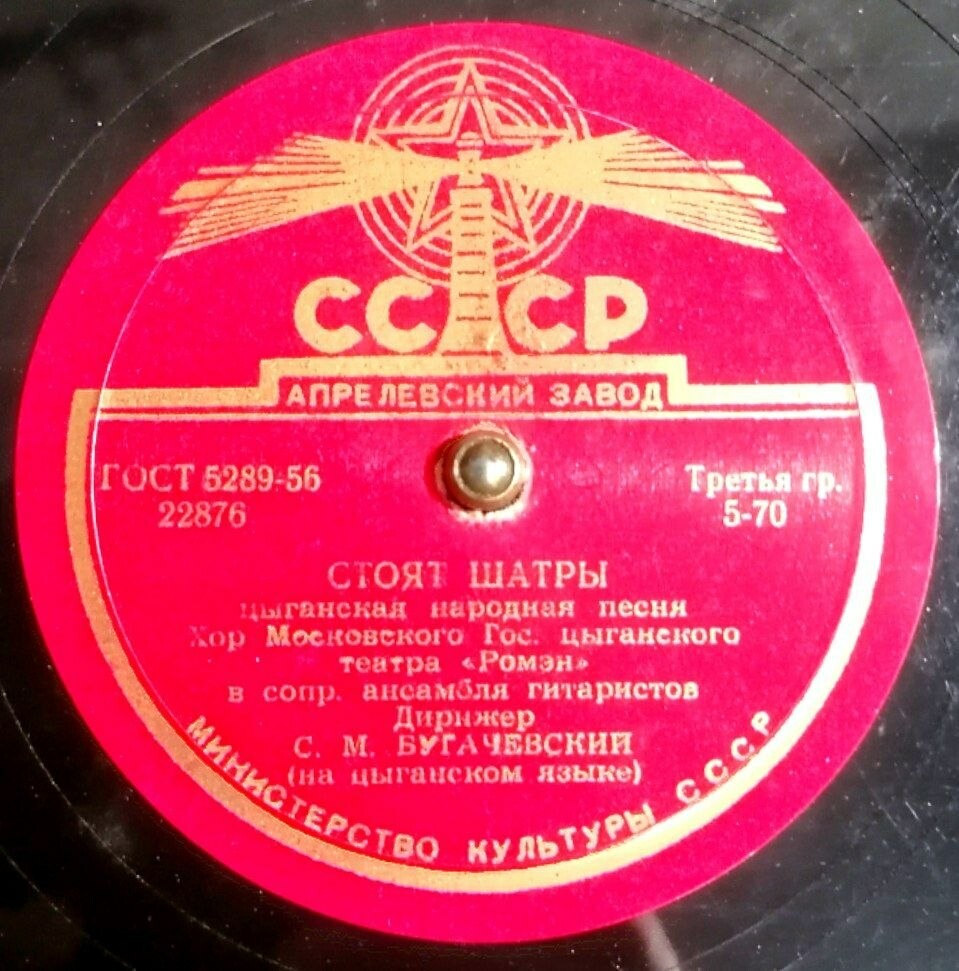 СССР
АПРЕЛЕВСКИЙ ЗАВОД
ГОСТ 5289-56
22876
Третья гр.
5-70
СТОЯТ ШАТРЫ
цыганская народная песня
Хор Московского Гос. цыганского
театра «Ромэн»
в сопр. ансамбля гитаристов
Дирижер
С. М. БУГАЧЕВСКИЙ
(на цыганском языке)
МИНИСТЕРСТВО КУЛЬТУРЫ СССР